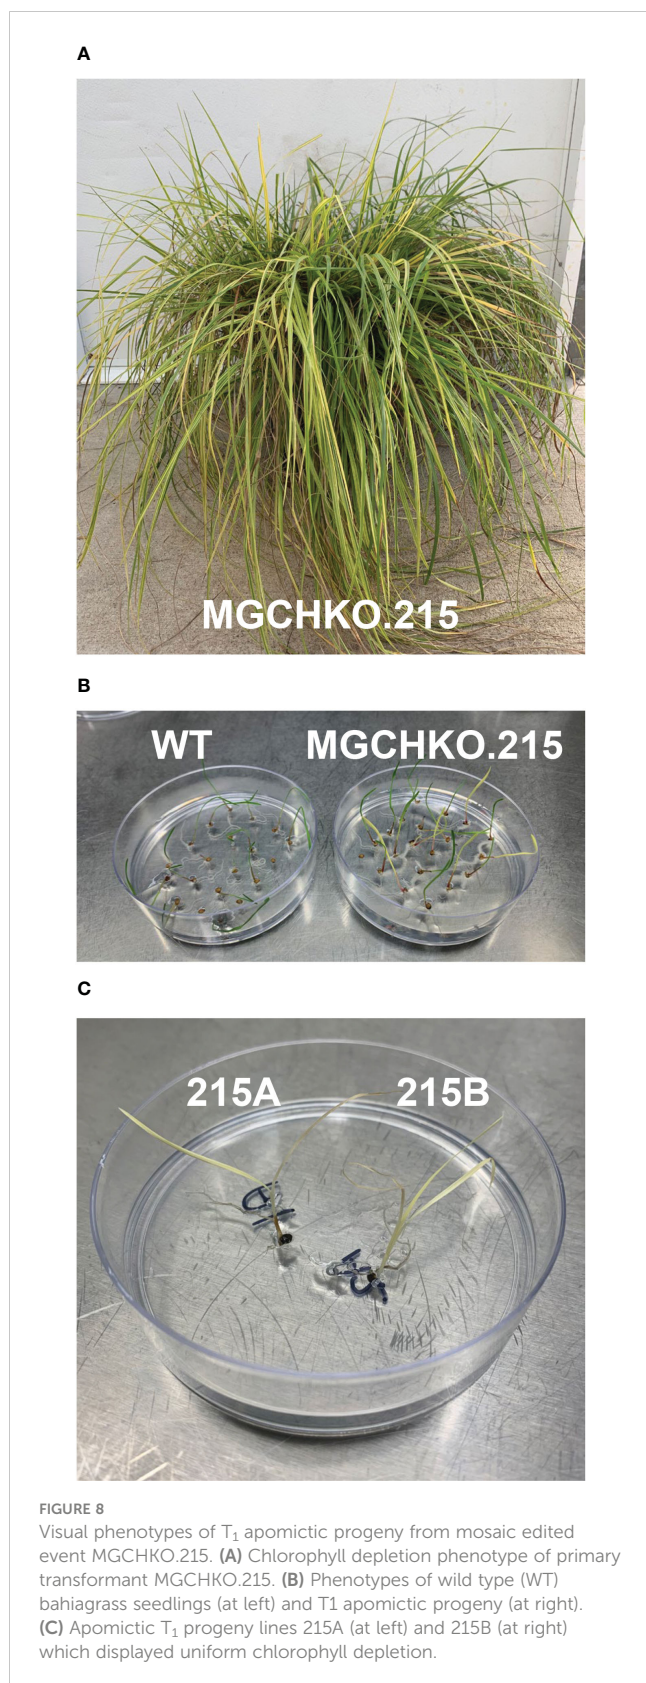 A
MGCHKO.215
B
WT MGCHKO.215
C
215A 215B
FIGURE 8
Visual phenotypes of T₁ apomictic progeny from mosaic edited
event MGCHKO.215. (A) Chlorophyll depletion phenotype of primary
transformant MGCHKO.215. (B) Phenotypes of wild type (WT)
bahiagrass seedlings (at left) and T1 apomictic progeny (at right).
(C) Apomictic T₁ progeny lines 215A (at left) and 215B (at right)
which displayed uniform chlorophyll depletion.